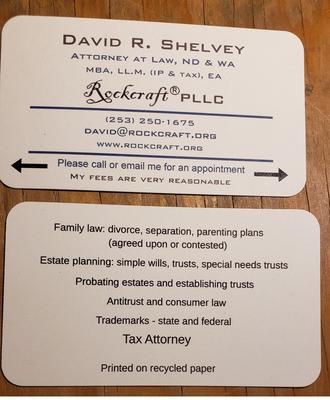 DAVID R. SHELVEY
ATTORNEY AT LAW, ND & WA
MBA, LL.M. (IP & TAX), EA
Rockcraft® PLLC
(253) 250-1675
DAVID@ROCKCRAFT.ORG
WWW.ROCKCRAFT.ORG
Please call or email me for an appointment
MY FEES ARE VERY REASONABLE
Family law: divorce, separation, parenting plans
(agreed upon or contested)
Estate planning: simple wills, trusts, special needs trusts
Probating estates and establishing trusts
Antitrust and consumer law
Trademarks - state and federal
Tax Attorney
Printed on recycled paper